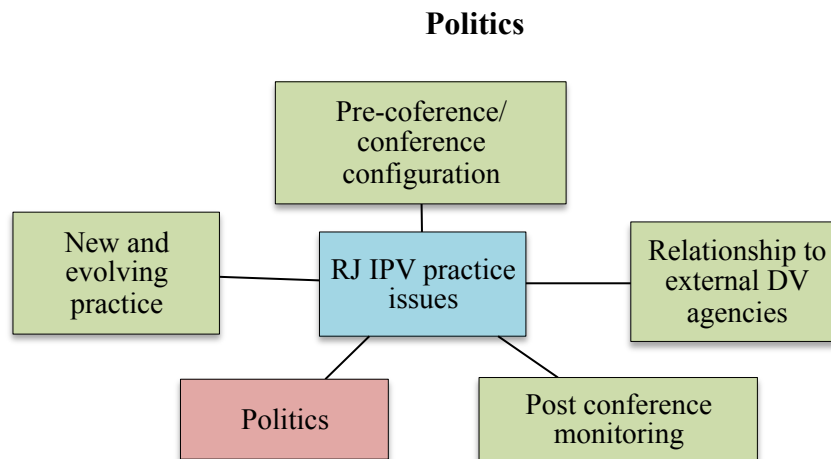 Politics
Pre-coference/
conference
configuration
New and
evolving
practice
RJ IPV practice
issues
Relationship to
external DV
agencies
Politics
Post conference
monitoring